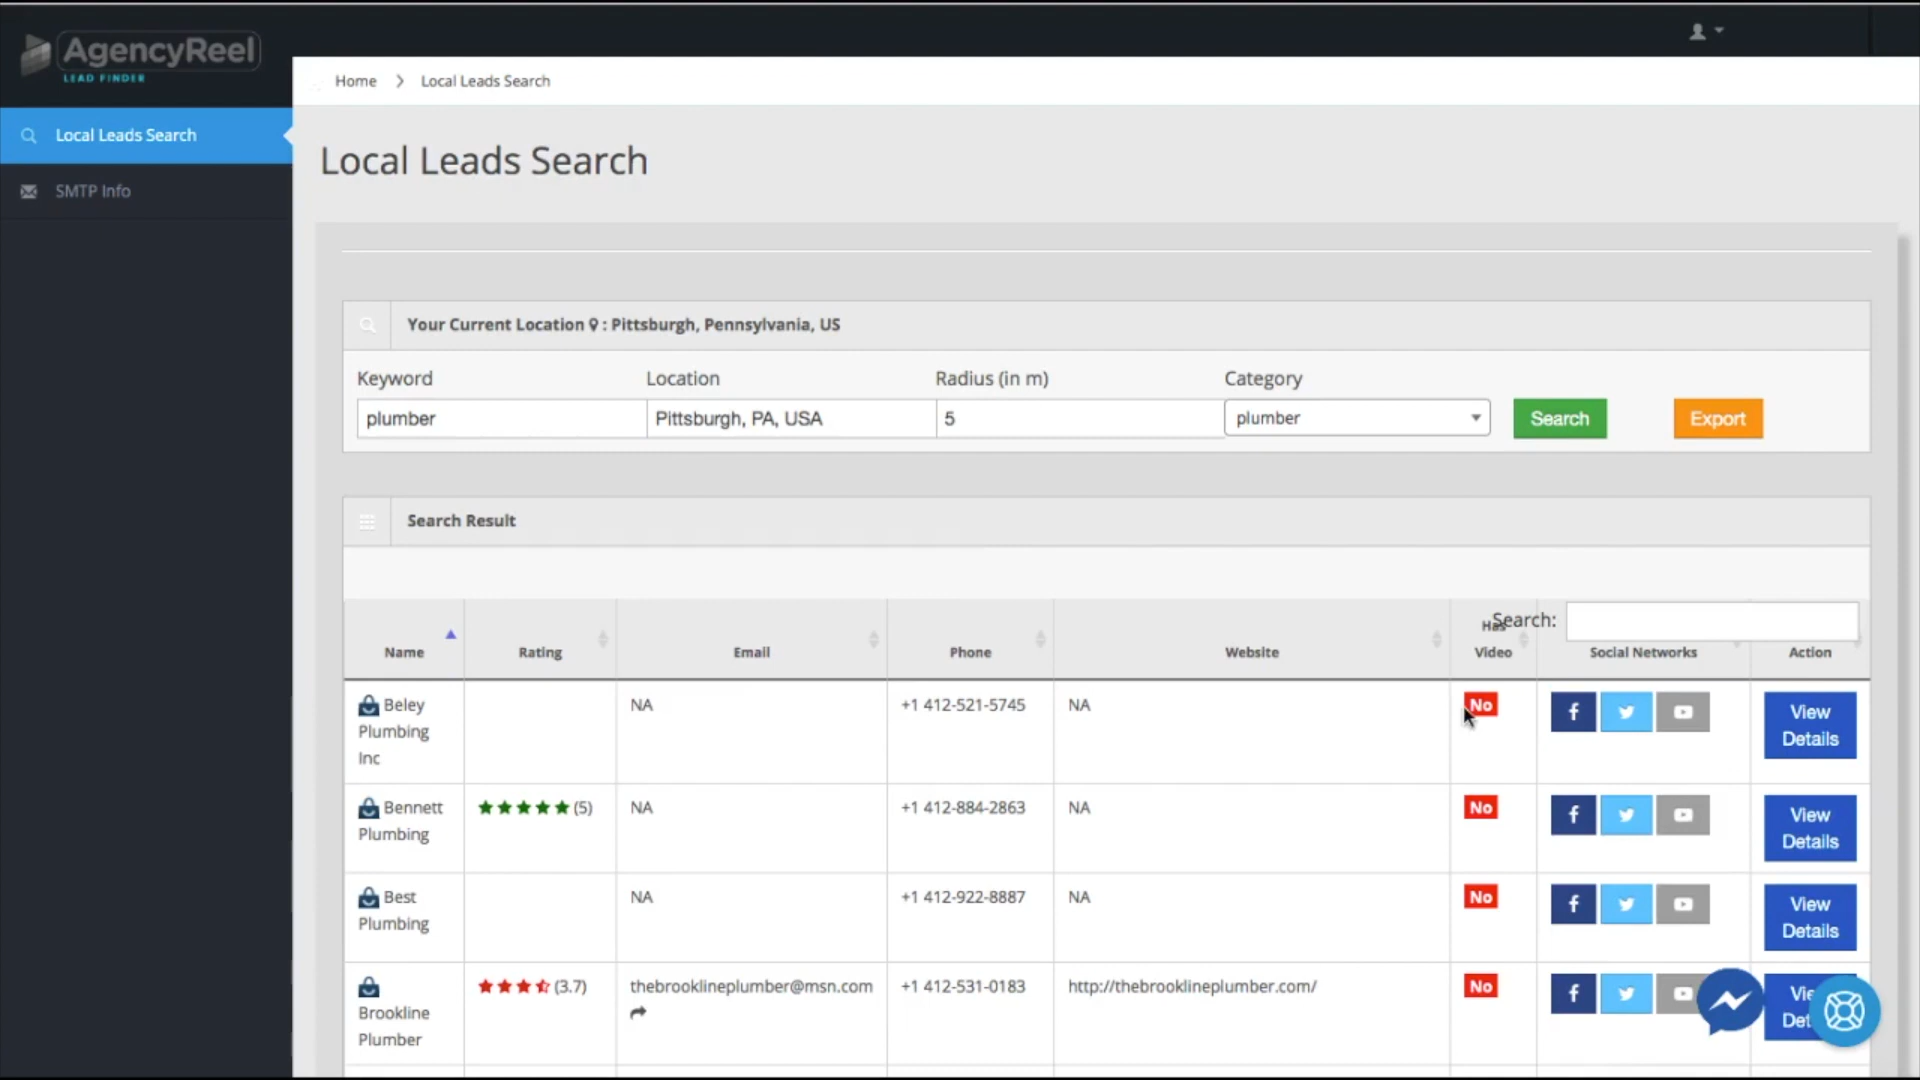 AgencyReel
LEAD FINDER
Home > Local Leads Search
Local Leads Search
SMTP Info
Local Leads Search
Your Current Location : Pittsburgh, Pennsylvania, US
Keyword Location Radius (in m) Category
plumber Pittsburgh, PA, USA 5 plumber Search Export
Search Result
Search:
Name Rating Email Phone Website Has Video Social Networks Action
Beley NA +1 412-521-5745 NA No View
Plumbing Details
Inc
Bennett (5) NA +1 412-884-2863 NA No View
Plumbing Details
Best NA +1 412-922-8887 NA No View
Plumbing Details
(3.7) thebrooklineplumber@msn.com +1 412-531-0183 http://thebrooklineplumber.com/ No
Brookline
Plumber